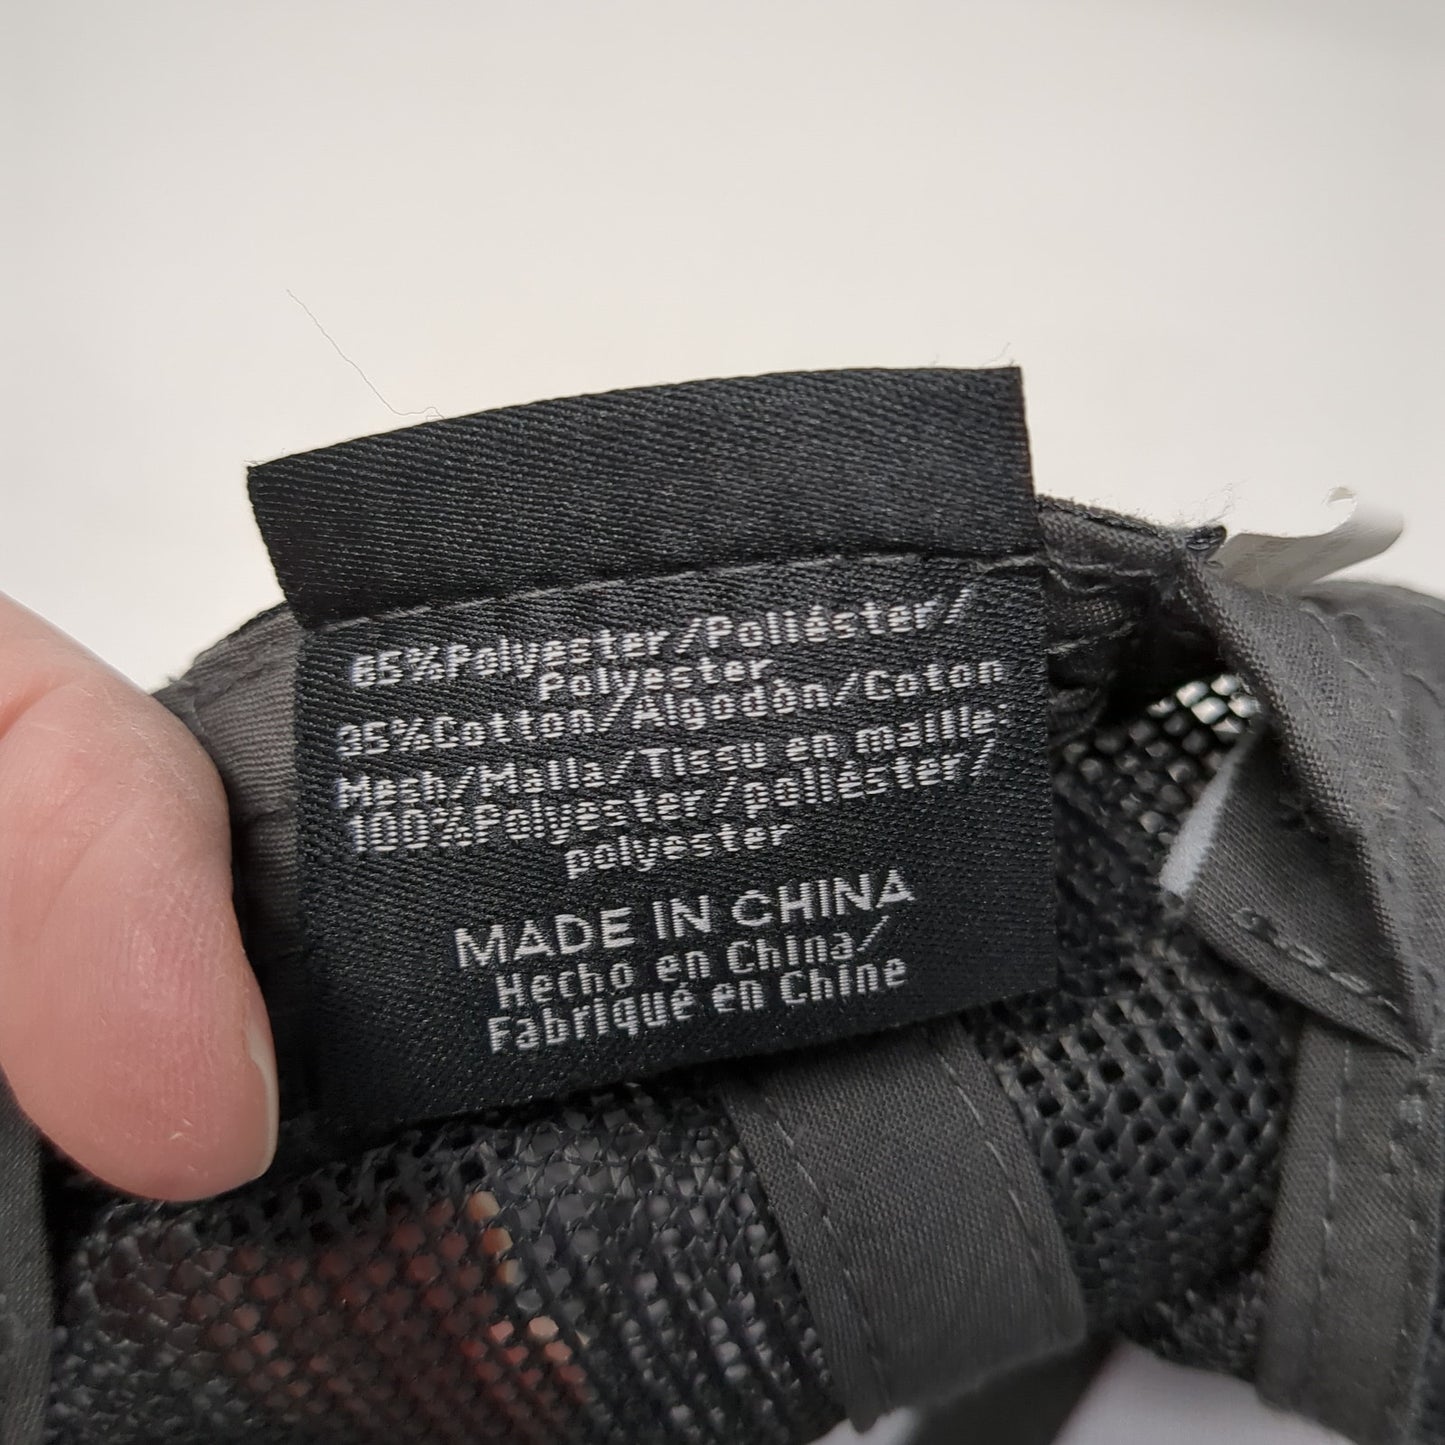 65%Polyester/Poliéster/
Polyester
35%Cotton/Algodòn/Coton
Mesh/Malla/Tissu en maille:
100%Polyester/poliéster/
polyester
MADE IN CHINA
Hecho en China/
Fabriqué en Chine